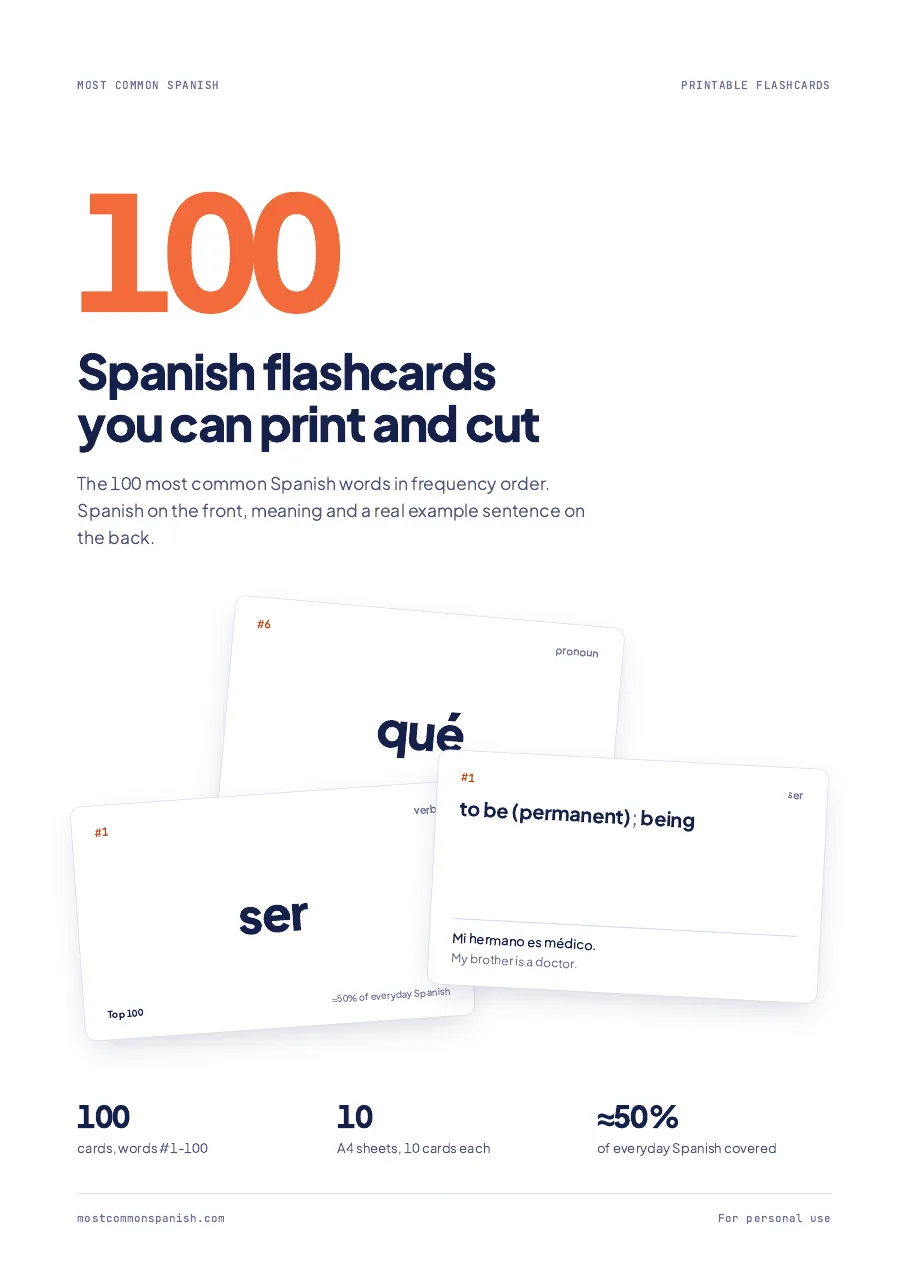 MOST COMMON SPANISH
PRINTABLE FLASHCARDS
100
Spanish flashcards
you can print and cut
The 100 most common Spanish words in frequency order.
Spanish on the front, meaning and a real example sentence on
the back.
#6
pronoun
qué
#1
verb
ser
Top 100
≈50% of everyday Spanish
#1
ser
to be (permanent) ; being
Mi hermano es médico.
My brother is a doctor.
100
cards, words #1–100
10
A4 sheets, 10 cards each
≈50%
of everyday Spanish covered
mostcommonspanish.com
For personal use